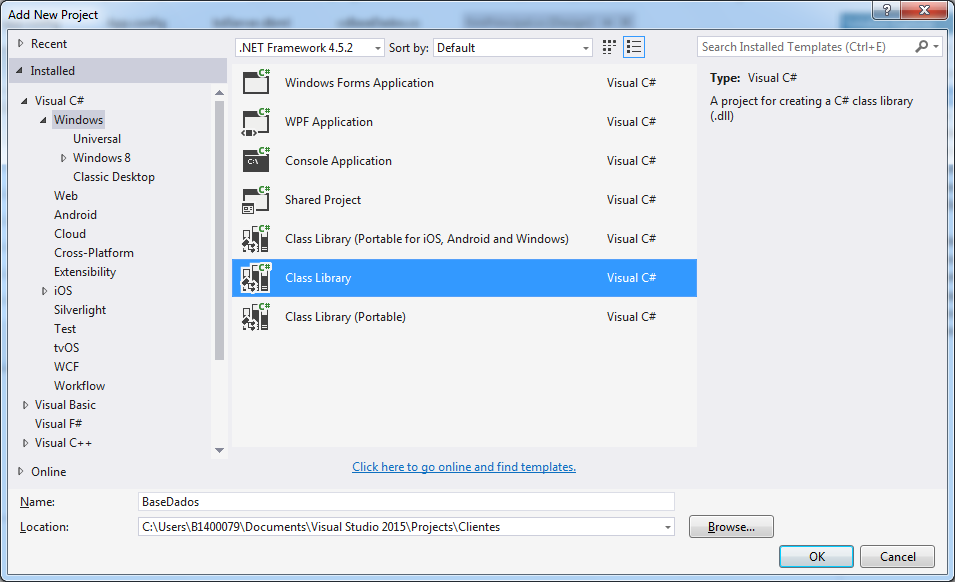 Add New Project
?
Recent
Installed
Visual C#
Windows
Universal
Windows 8
Classic Desktop
Web
Android
Cloud
Cross-Platform
Extensibility
iOS
Silverlight
Test
tvOS
WCF
Workflow
Visual Basic
Visual F#
Visual C++
Online
.NET Framework 4.5.2 Sort by: Default
C# Windows Forms Application Visual C#
C# WPF Application Visual C#
C# C:\ Console Application Visual C#
C# Shared Project Visual C#
C# Class Library (Portable for iOS, Android and Windows) Visual C#
C# Class Library Visual C#
C# Class Library (Portable) Visual C#
Click here to go online and find templates.
Search Installed Templates (Ctrl+E)
Type: Visual C#
A project for creating a C# class library
(.dll)
Name: BaseDados
Location: C:\Users\B1400079\Documents\Visual Studio 2015\Projects\Clientes Browse...
OK Cancel